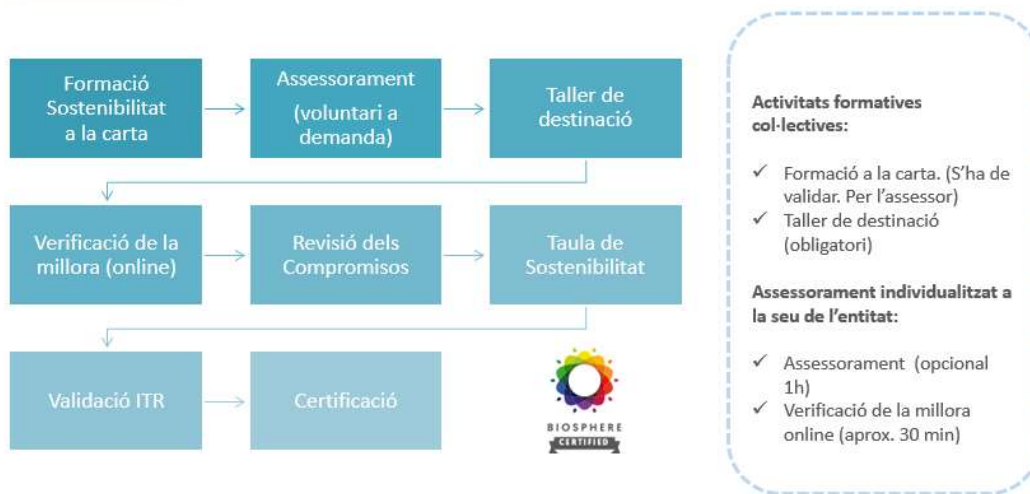 Formació
Sostenibilitat
a la carta
Assessorament
(voluntari a
demanda)
Taller de
destinació
Verificació de la
millora (online)
Revisió dels
Compromisos
Taula de
Sostenibilitat
Validació ITR
Certificació
BIOSPHERE
CERTIFIED
Activitats formatives
col·lectives:
✓ Formació a la carta. (S'ha de
validar. Per l'assessor)
✓ Taller de destinació
(obligatori)
Assessorament individualitzat a
la seu de l'entitat:
✓ Assessorament (opcional
1h)
✓ Verificació de la millora
online (aprox. 30 min)